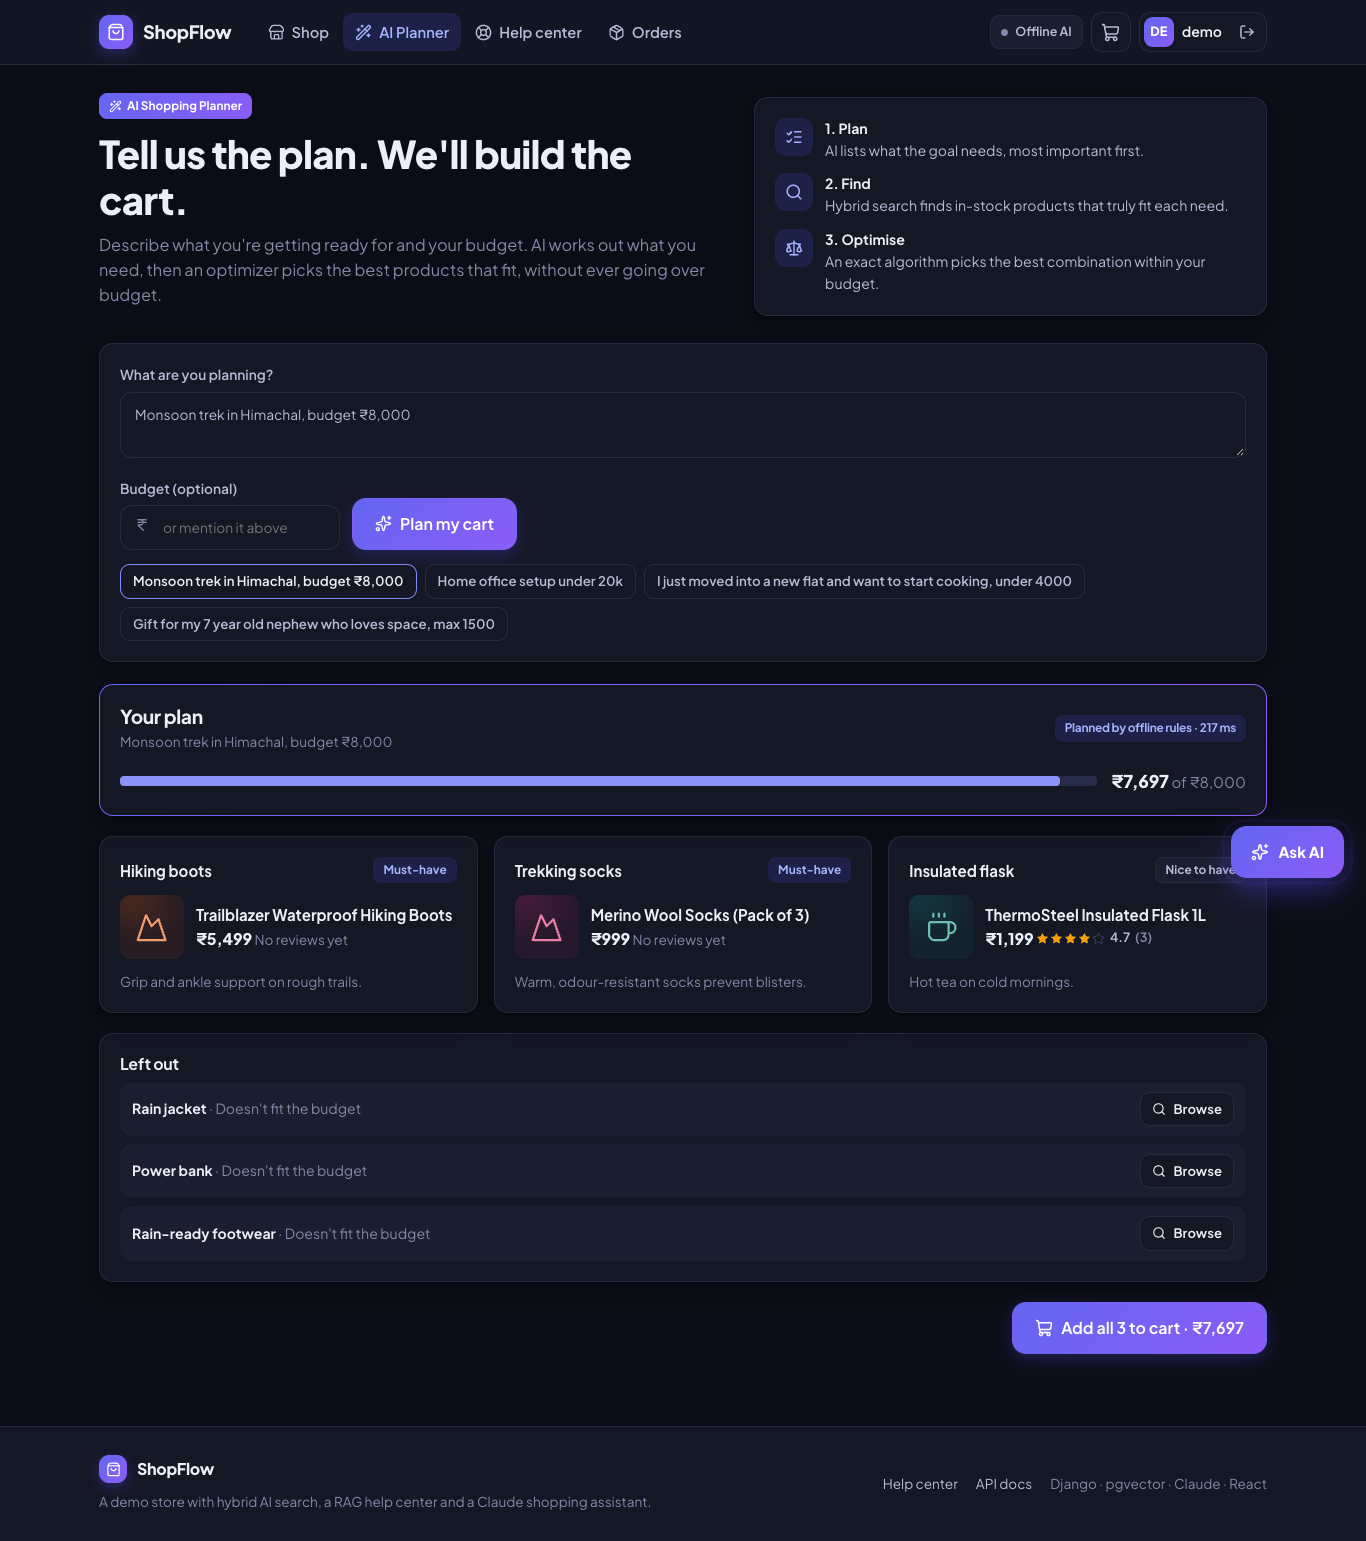 ShopFlow
Shop
AI Planner
Help center
Orders
Offline AI
DE
demo
AI Shopping Planner
Tell us the plan. We'll build the
cart.
Describe what you're getting ready for and your budget. AI works out what you
need, then an optimizer picks the best products that fit, without ever going over
budget.
1. Plan
AI lists what the goal needs, most important first.
2. Find
Hybrid search finds in-stock products that truly fit each need.
3. Optimise
An exact algorithm picks the best combination within your
budget.
What are you planning?
Monsoon trek in Himachal, budget ₹8,000
Budget (optional)
₹ or mention it above
Plan my cart
Monsoon trek in Himachal, budget ₹8,000
Home office setup under 20k
I just moved into a new flat and want to start cooking, under 4000
Gift for my 7 year old nephew who loves space, max 1500
Your plan
Monsoon trek in Himachal, budget ₹8,000
Planned by offline rules · 217 ms
₹7,697 of ₹8,000
Hiking boots
Must-have
Trailblazer Waterproof Hiking Boots
₹5,499 No reviews yet
Grip and ankle support on rough trails.
Trekking socks
Must-have
Merino Wool Socks (Pack of 3)
₹999 No reviews yet
Warm, odour-resistant socks prevent blisters.
Insulated flask
Nice to have
ThermoSteel Insulated Flask 1L
₹1,199 4.7 (3)
Hot tea on cold mornings.
Ask AI
Left out
Rain jacket · Doesn't fit the budget
Browse
Power bank · Doesn't fit the budget
Browse
Rain-ready footwear · Doesn't fit the budget
Browse
Add all 3 to cart · ₹7,697
ShopFlow
A demo store with hybrid AI search, a RAG help center and a Claude shopping assistant.
Help center
API docs
Django · pgvector · Claude · React